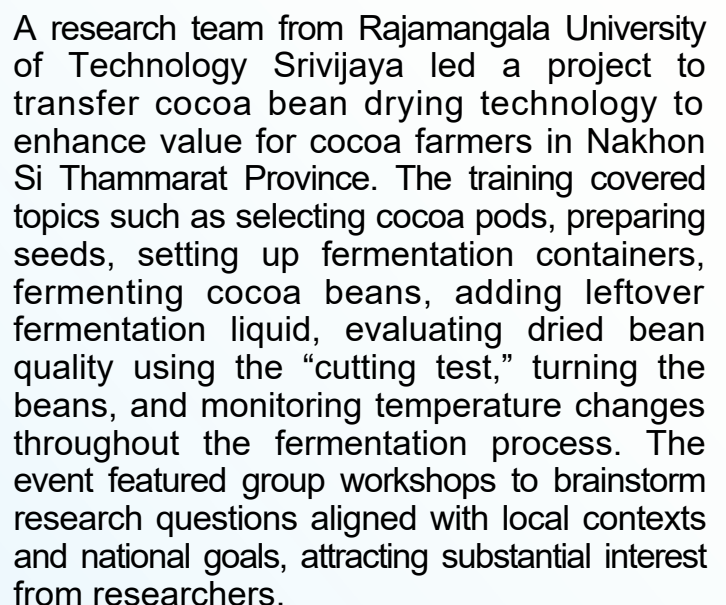 A research team from Rajamangala University
of Technology Srivijaya led a project to
transfer cocoa bean drying technology to
enhance value for cocoa farmers in Nakhon
Si Thammarat Province. The training covered
topics such as selecting cocoa pods, preparing
seeds, setting up fermentation containers,
fermenting cocoa beans, adding leftover
fermentation liquid, evaluating dried bean
quality using the “cutting test,” turning the
beans, and monitoring temperature changes
throughout the fermentation process. The
event featured group workshops to brainstorm
research questions aligned with local contexts
and national goals, attracting substantial interest
from researchers.